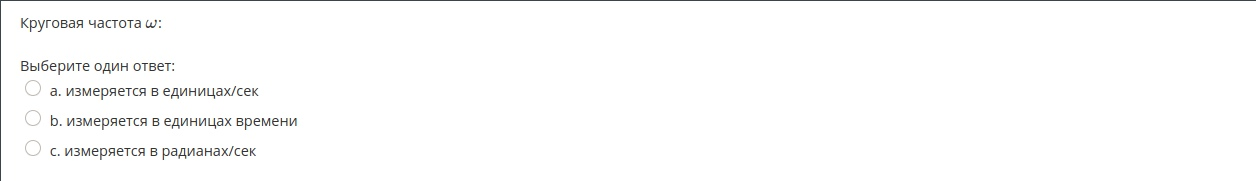 Круговая частота ω:
Выберите один ответ:
a. измеряется в единицах/сек
b. измеряется в единицах времени
c. измеряется в радианах/сек